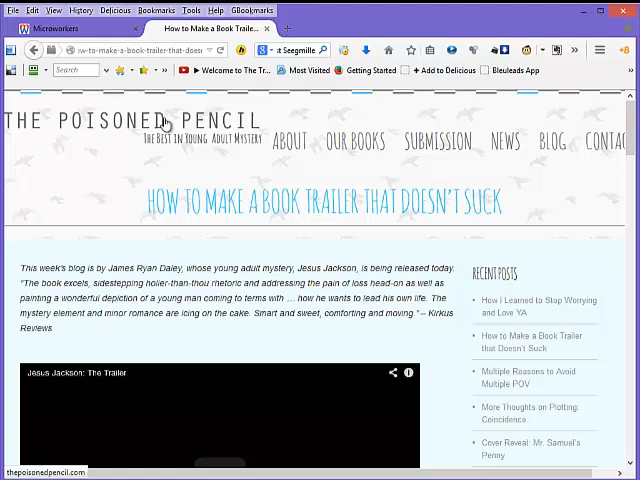 File Edit View History Delicious Bookmarks Tools Help GBookmarks
Microworkers
How to Make a Book Traile...
w-to-make-a-book-trailer-that-does
it Seegmille
Search
Welcome to The Tr...
Most Visited
Getting Started
+ Add to Delicious
Bleuleads App
THE POISONED PENCIL
THE BEST IN YOUNG ADULT MYSTERY
ABOUT OUR BOOKS SUBMISSION NEWS BLOG CONTAC
HOW TO MAKE A BOOK TRAILER THAT DOESN'T SUCK
This week's blog is by James Ryan Daley, whose young adult mystery, Jesus Jackson, is being released today.
"The book excels, sidestepping holier-than-thou rhetoric and addressing the pain of loss head-on as well as
painting a wonderful depiction of a young man coming to terms with … how he wants to lead his own life. The
mystery element and minor romance are icing on the cake. Smart and sweet, comforting and moving." – Kirkus
Reviews
Jesus Jackson: The Trailer
RECENT POSTS
How I Learned to Stop Worrying
and Love YA
How to Make a Book Trailer
that Doesn't Suck
Multiple Reasons to Avoid
Multiple POV
More Thoughts on Plotting:
Coincidence
Cover Reveal: Mr. Samuel's
Penny
thepoisonedpencil.com